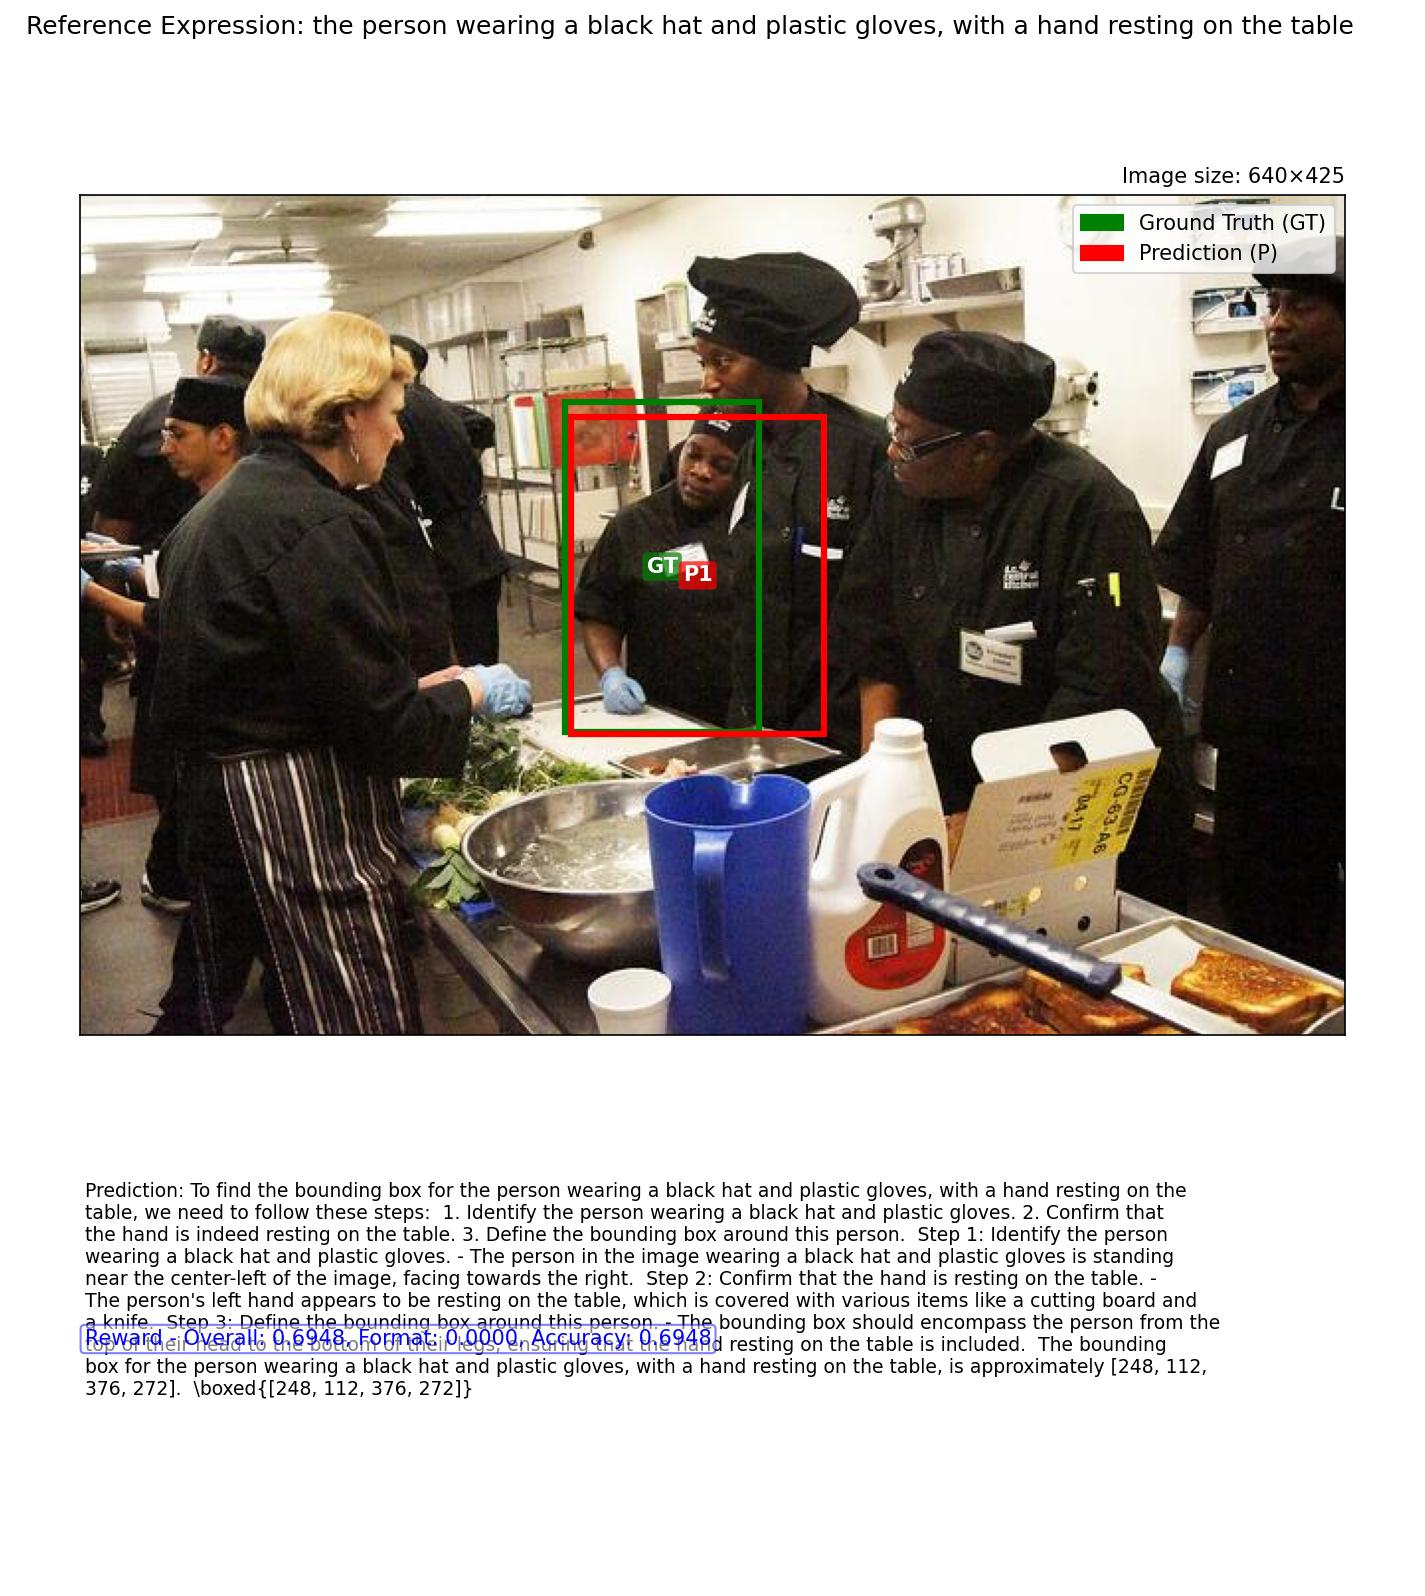 Reference Expression: the person wearing a black hat and plastic gloves, with a hand resting on the table
Image size: 640×425
Ground Truth (GT)
Prediction (P)
GT
P1
d.c.
central
kitchen
CG-63-A6
04-17
Prediction: To find the bounding box for the person wearing a black hat and plastic gloves, with a hand resting on the
table, we need to follow these steps:  1. Identify the person wearing a black hat and plastic gloves. 2. Confirm that
the hand is indeed resting on the table. 3. Define the bounding box around this person.  Step 1: Identify the person
wearing a black hat and plastic gloves. - The person in the image wearing a black hat and plastic gloves is standing
near the center-left of the image, facing towards the right.  Step 2: Confirm that the hand is resting on the table. -
The person's left hand appears to be resting on the table, which is covered with various items like a cutting board and
a knife.  Step 3: Define the bounding box around this person. - The bounding box should encompass the person from the
Reward - Overall: 0.6948, Format: 0.0000, Accuracy: 0.6948
top of their head to the bottom of their legs, ensuring that the hand resting on the table is included.  The bounding
box for the person wearing a black hat and plastic gloves, with a hand resting on the table, is approximately [248, 112,
376, 272].  \boxed{[248, 112, 376, 272]}